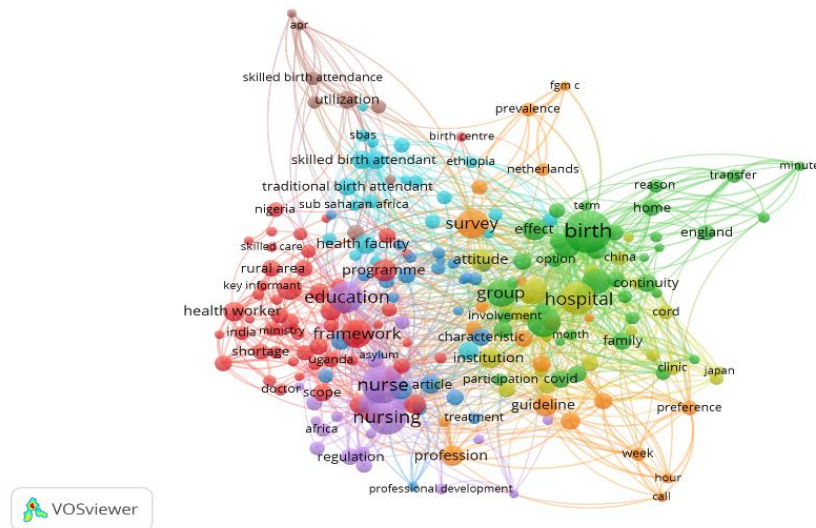 aor
skilled birth attendance
utilization
fgm c
prevalence
sbas
birth centre
skilled birth attendant
ethiopia
netherlands
minute
transfer
reason
traditional birth attendant
sub saharan africa
term
home
nigeria
survey
birth
effect
england
skilled care
health facility
attitude
option
china
rural area
programme
key informant
education
group
hospital
continuity
health worker
involvement
cord
india
ministry
framework
characteristic
month
family
shortage
uganda
asylum
institution
clinic
japan
doctor
scope
nurse
article
participation
covid
africa
nursing
treatment
guideline
preference
regulation
profession
week
professional development
hour
call
VOSviewer